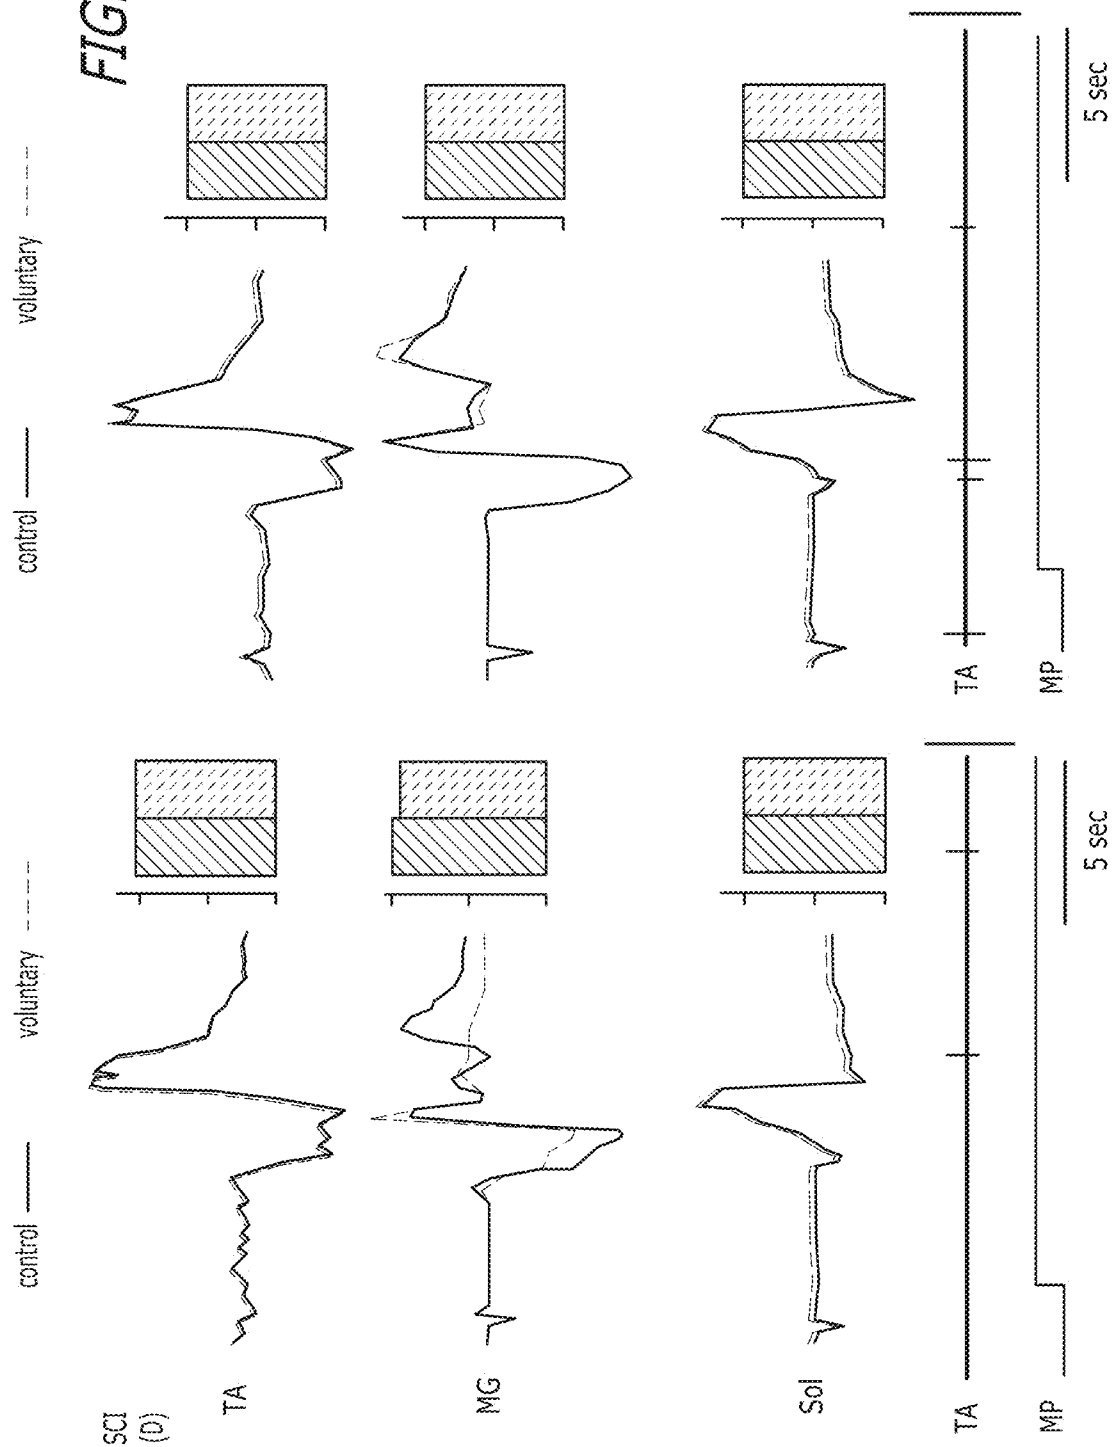 FIG
control voluntary
control voluntary
SCI
(D)
TA
MG
Sol
TA
TA
MP
MP
5 sec
5 sec